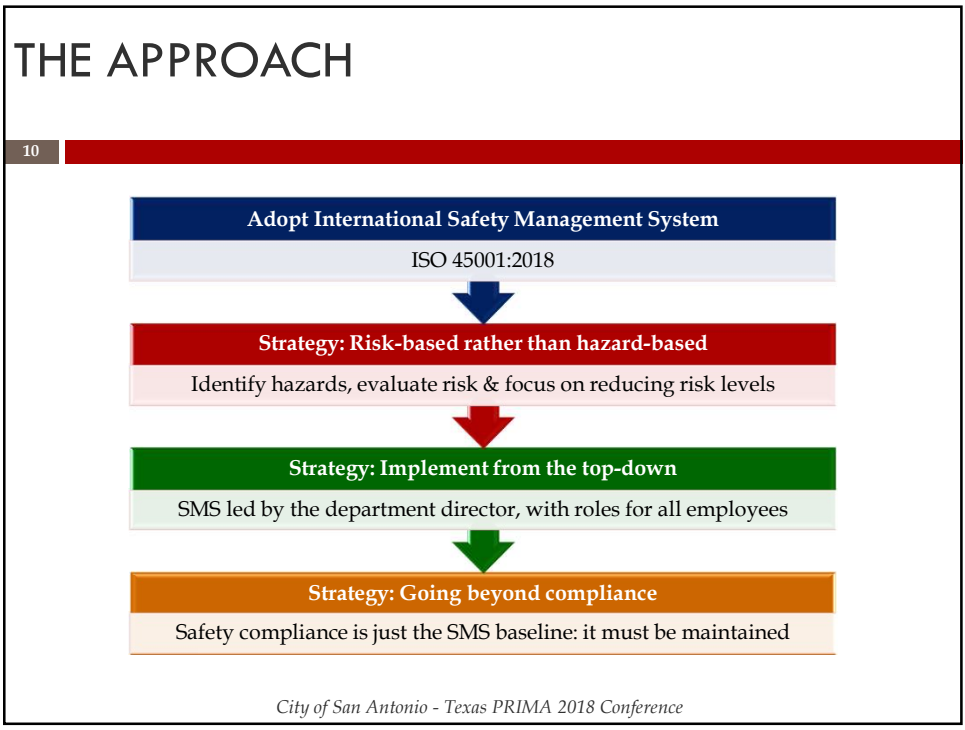 THE APPROACH
10
Adopt International Safety Management System
ISO 45001:2018
Strategy: Risk-based rather than hazard-based
Identify hazards, evaluate risk & focus on reducing risk levels
Strategy: Implement from the top-down
SMS led by the department director, with roles for all employees
Strategy: Going beyond compliance
Safety compliance is just the SMS baseline: it must be maintained
City of San Antonio - Texas PRIMA 2018 Conference